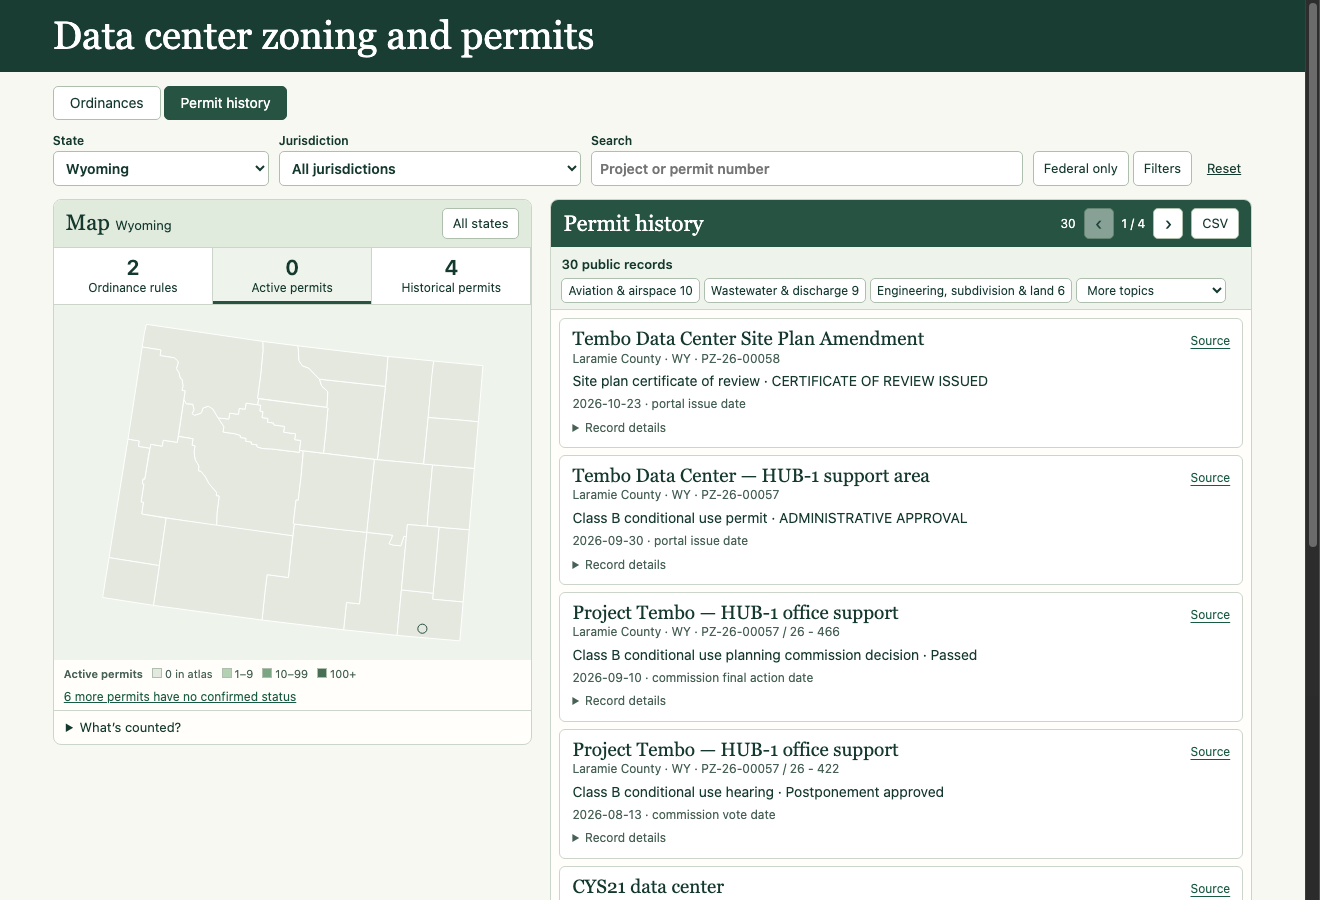 Data center zoning and permits
Ordinances
Permit history
State
Jurisdiction
Search
Wyoming
All jurisdictions
Project or permit number
Federal only
Filters
Reset
Map Wyoming
All states
2
Ordinance rules
0
Active permits
4
Historical permits
Active permits 0 in atlas 1–9 10–99 100+
6 more permits have no confirmed status
What's counted?
Permit history
30 ‹ 1 / 4 › CSV
30 public records
Aviation & airspace 10
Wastewater & discharge 9
Engineering, subdivision & land 6
More topics
Tembo Data Center Site Plan Amendment
Source
Laramie County · WY · PZ-26-00058
Site plan certificate of review · CERTIFICATE OF REVIEW ISSUED
2026-10-23 · portal issue date
Record details
Tembo Data Center — HUB-1 support area
Source
Laramie County · WY · PZ-26-00057
Class B conditional use permit · ADMINISTRATIVE APPROVAL
2026-09-30 · portal issue date
Record details
Project Tembo — HUB-1 office support
Source
Laramie County · WY · PZ-26-00057 / 26 - 466
Class B conditional use planning commission decision · Passed
2026-09-10 · commission final action date
Record details
Project Tembo — HUB-1 office support
Source
Laramie County · WY · PZ-26-00057 / 26 - 422
Class B conditional use hearing · Postponement approved
2026-08-13 · commission vote date
Record details
CYS21 data center
Source